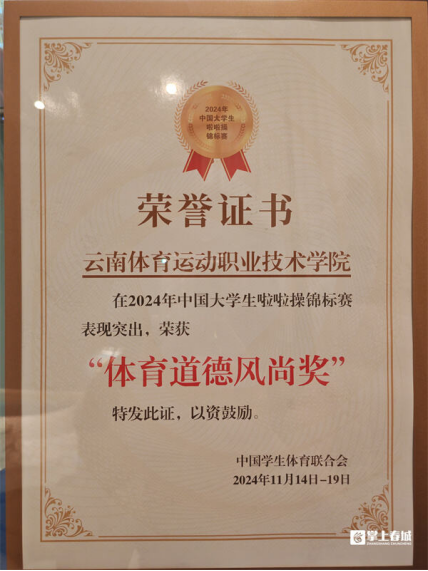 2024年
中国大学生
啦啦操
锦标赛
荣誉证书
云南体育运动职业技术学院
在2024年中国大学生啦啦操锦标赛
表现突出，荣获
“体育道德风尚奖”
特发此证，以资鼓励。
中国学生体育联合会
2024年11月14日-19日
掌上春城